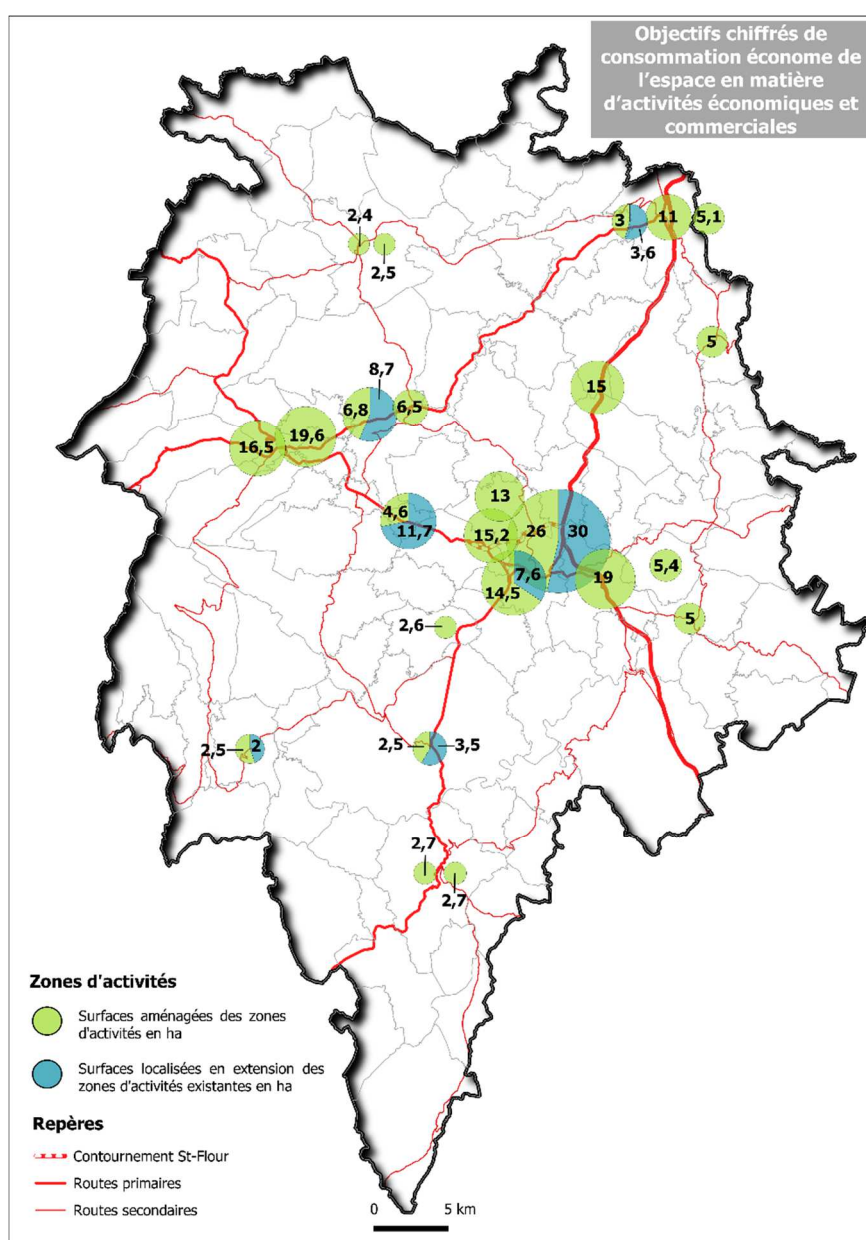 Objectifs chiffrés de
consommation économe de
l'espace en matière
d'activités économiques et
commerciales
3
11
5,1
3,6
2,4
2,5
5
8,7
15
6,8
6,5
19,6
16,5
13
4,6
11,7
15,2
26
30
7,6
14,5
19
5,4
5
2,6
2,5
2
2,5
3,5
2,7
2,7
Zones d'activités
Surfaces aménagées des zones
d'activités en ha
Surfaces localisées en extension des
zones d'activités existantes en ha
Repères
Contournement St-Flour
Routes primaires
Routes secondaires
0 5 km